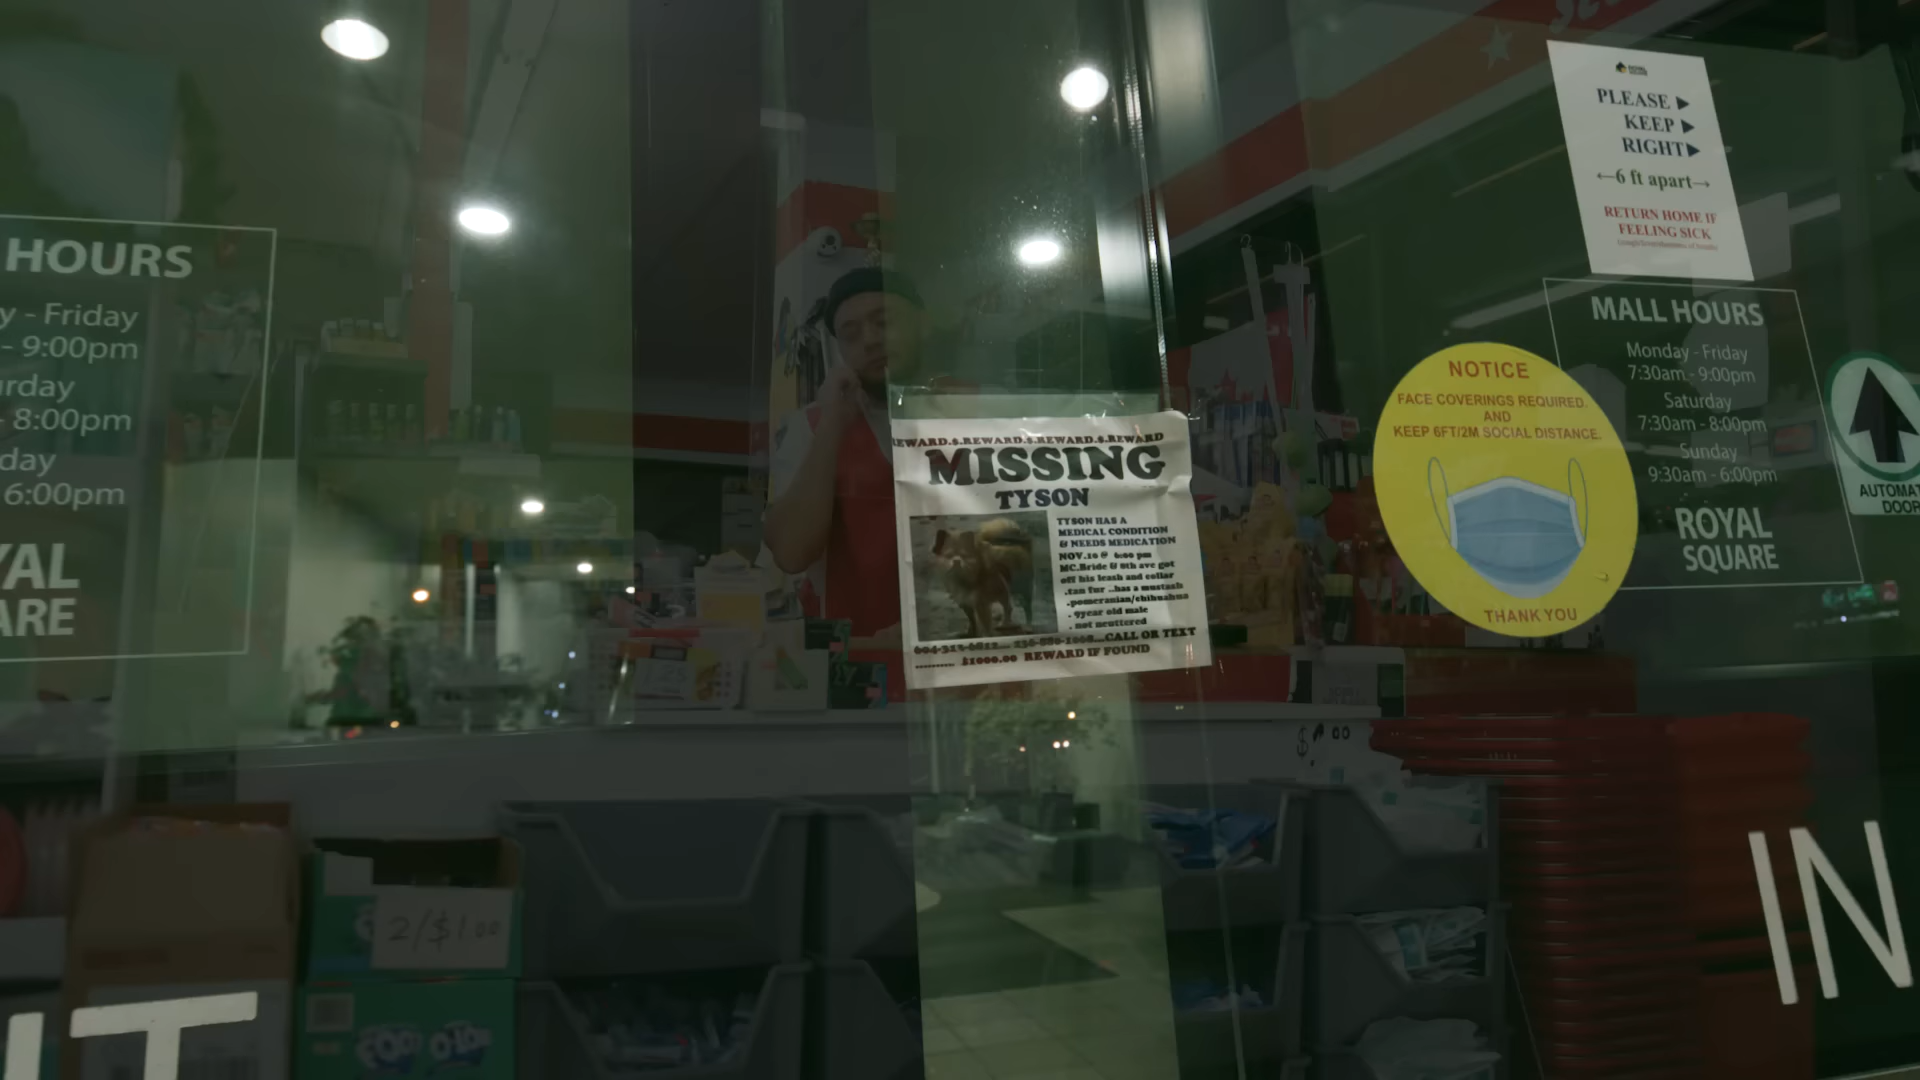 HOURS
y - Friday
- 9:00pm
urday
- 8:00pm
day
6:00pm
YAL
ARE
REWARD.$.REWARD.$.REWARD.$.REWARD
MISSING
TYSON
TYSON HAS A
MEDICAL CONDITION
& NEEDS MEDICATION
NOV.10 @ 6:00 pm
MC.Bride & 8th ave got
off his leash and collar
.tan fur ..has a mustash
.pomeranian/chihuahua
. 9year old male
. not neuttered
CALL OR TEXT
$1000.00 REWARD IF FOUND
ROYAL
SQUARE
PLEASE ▶
KEEP ▶
RIGHT ▶
←6 ft apart→
RETURN HOME IF
FEELING SICK
MALL HOURS
Monday - Friday
7:30am - 9:00pm
Saturday
7:30am - 8:00pm
Sunday
9:30am - 6:00pm
ROYAL
SQUARE
NOTICE
FACE COVERINGS REQUIRED.
AND
KEEP 6FT/2M SOCIAL DISTANCE.
THANK YOU
AUTOMAT
DOOR
2/$1.00
IT
IN